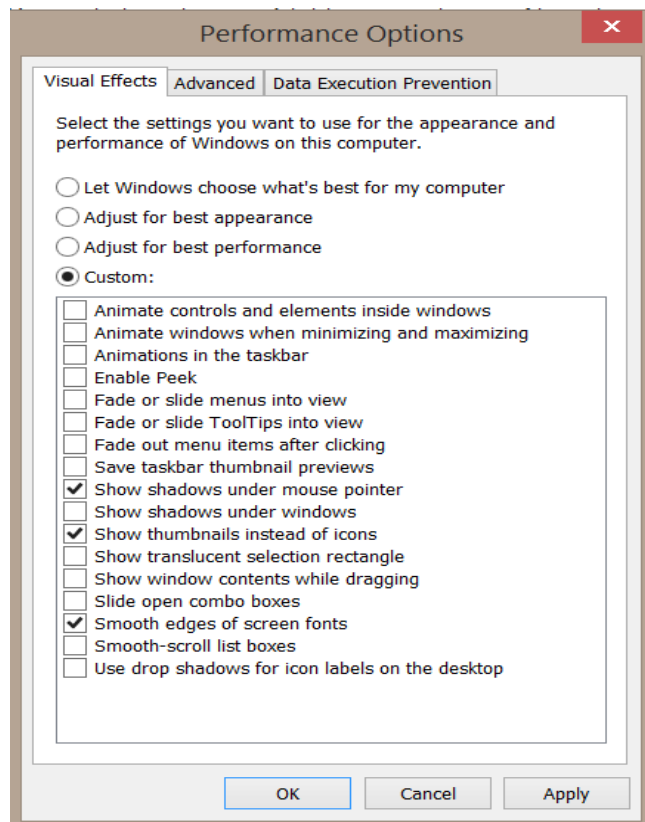 Performance Options
Visual Effects
Advanced
Data Execution Prevention
Select the settings you want to use for the appearance and
performance of Windows on this computer.
Let Windows choose what's best for my computer
Adjust for best appearance
Adjust for best performance
Custom:
Animate controls and elements inside windows
Animate windows when minimizing and maximizing
Animations in the taskbar
Enable Peek
Fade or slide menus into view
Fade or slide ToolTips into view
Fade out menu items after clicking
Save taskbar thumbnail previews
Show shadows under mouse pointer
Show shadows under windows
Show thumbnails instead of icons
Show translucent selection rectangle
Show window contents while dragging
Slide open combo boxes
Smooth edges of screen fonts
Smooth-scroll list boxes
Use drop shadows for icon labels on the desktop
OK
Cancel
Apply